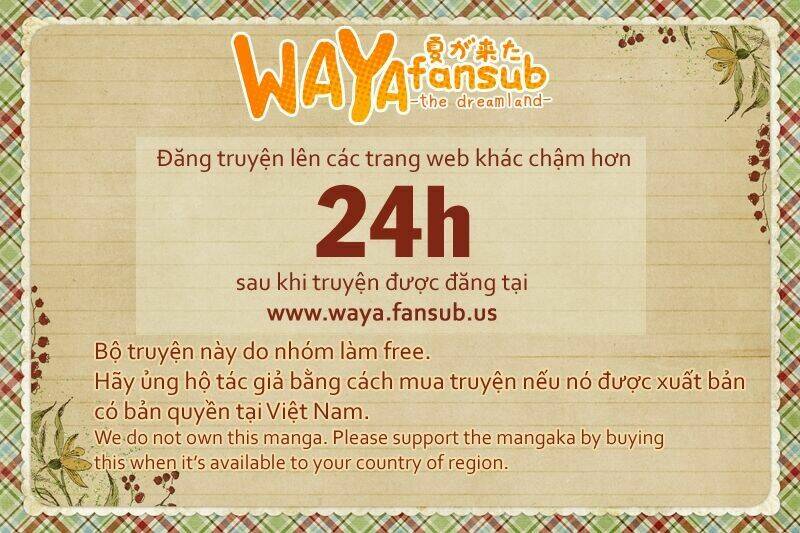 WAYA
夏が来た
fansub
-the dreamland-
Đăng truyện lên các trang web khác chậm hơn
24h
sau khi truyện được đăng tại
www.waya.fansub.us
Bộ truyện này do nhóm làm free.
Hãy ủng hộ tác giả bằng cách mua truyện nếu nó được xuất bản
có bản quyền tại Việt Nam.
We do not own this manga. Please support the mangaka by buying
this when it's available to your country of region.